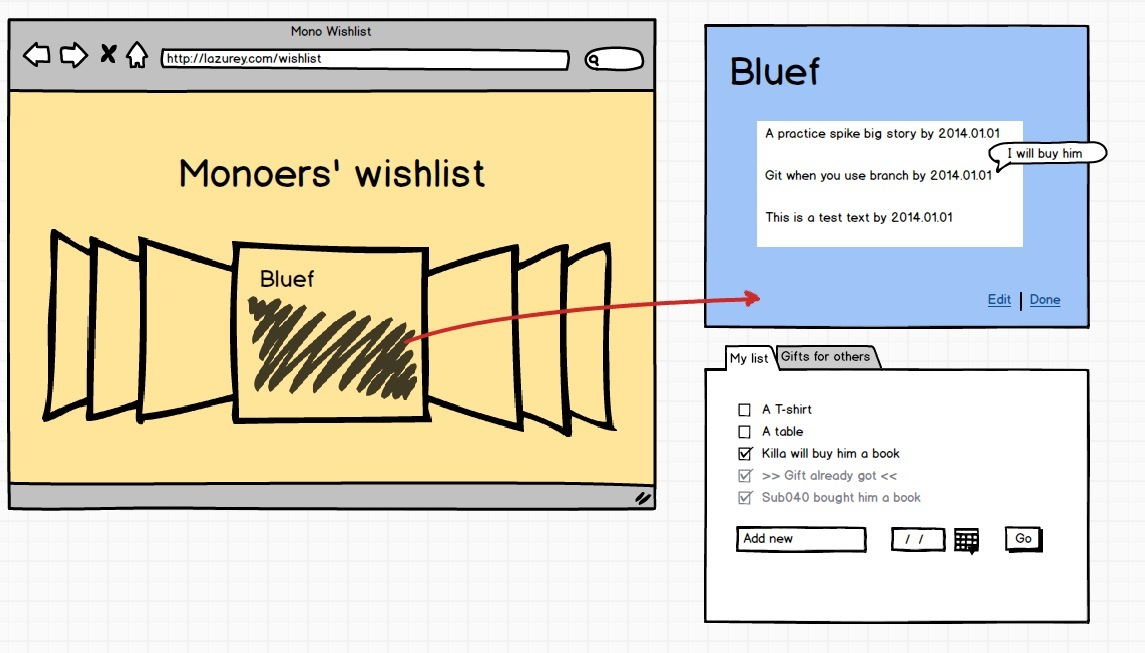 Mono Wishlist
http://lazurey.com/wishlist
Monoers' wishlist
Bluef
Bluef
A practice spike big story by 2014.01.01
I will buy him
Git when you use branch by 2014.01.01
This is a test text by 2014.01.01
Edit | Done
My list
Gifts for others
A T-shirt
A table
Killa will buy him a book
>> Gift already got <<
Sub040 bought him a book
Add new
/ /
Go